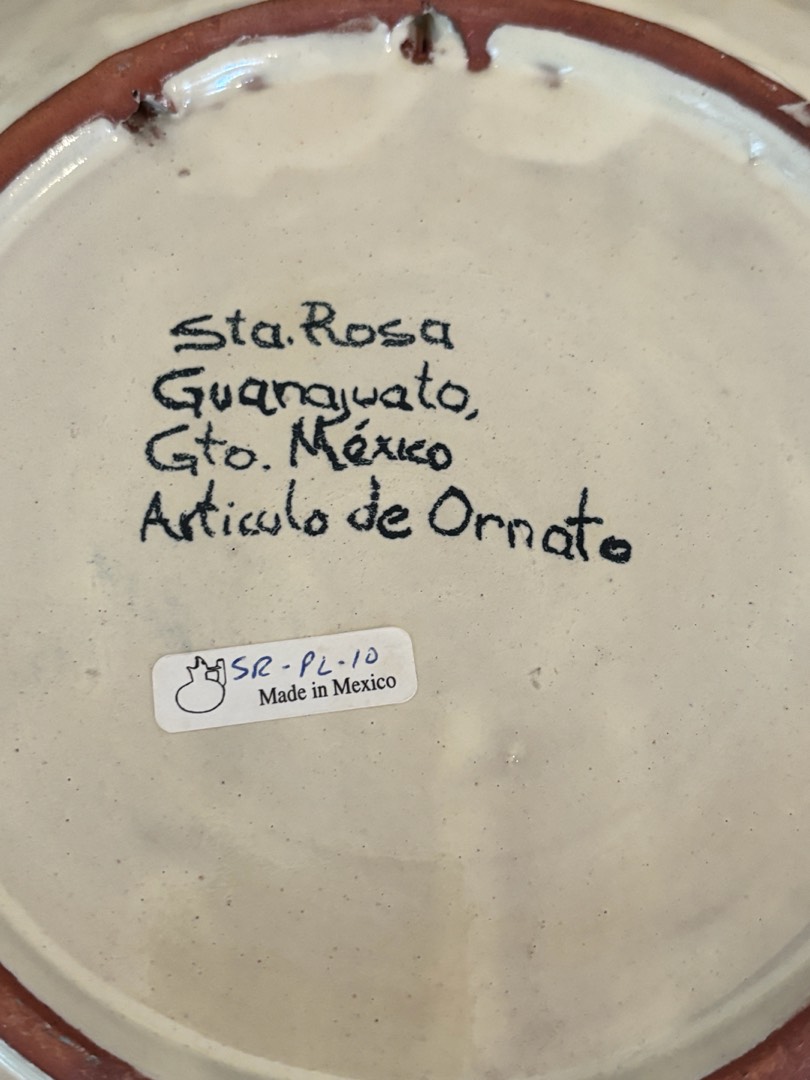 Sta. Rosa
Guanajuato,
Gto. México
Articulo de Ornato
SR-PL-10
Made in Mexico